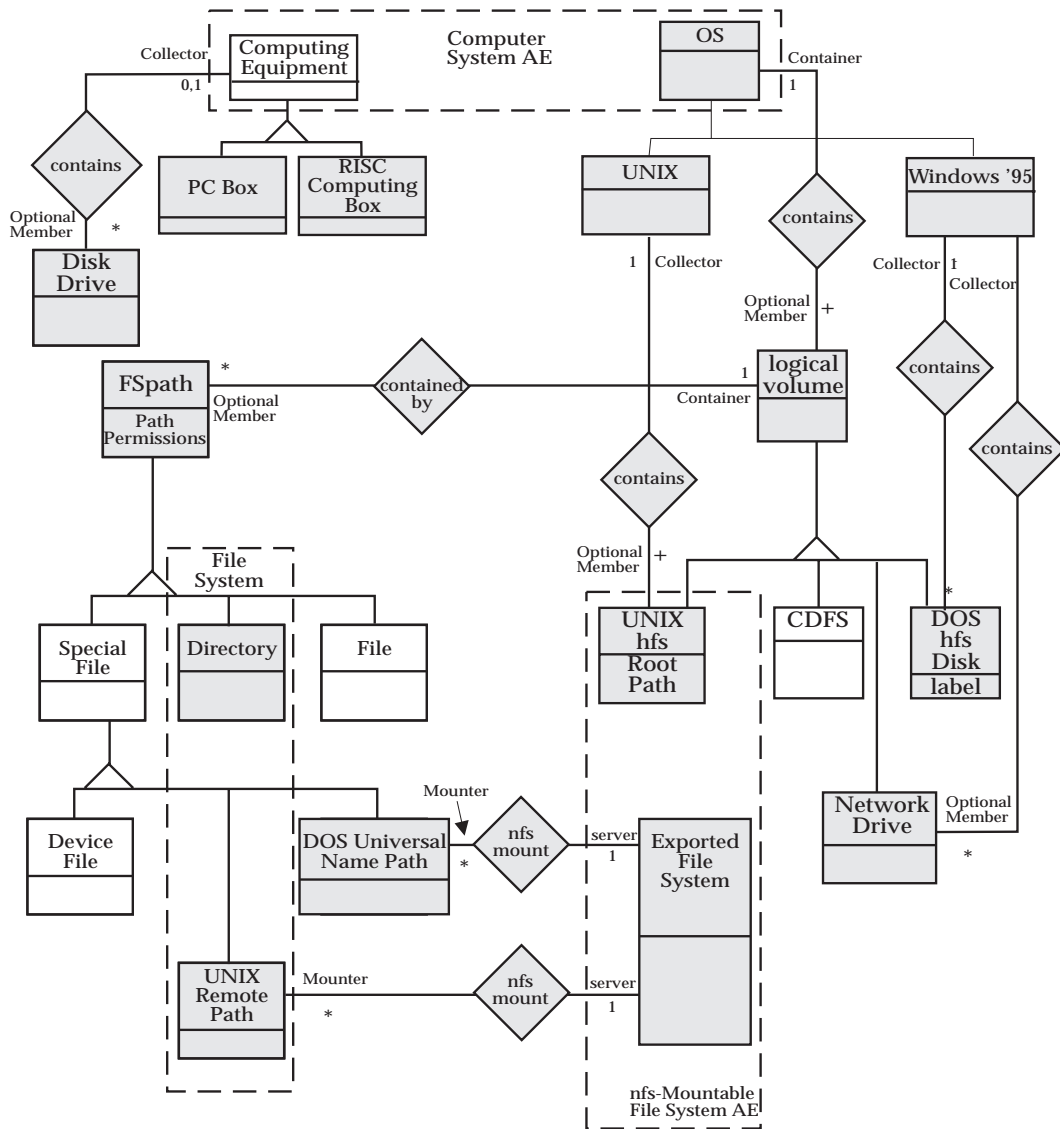 Collector
0,1
Computing
Equipment
Computer
System AE
OS
Container
1
contains
PC Box
RISC
Computing
Box
UNIX
Windows '95
contains
Optional
Member
*
Disk
Drive
1
Collector
Collector
1
Collector
Optional
Member
+
FSpath
Path
Permissions
*
Optional
Member
contained
by
1
Container
logical
volume
contains
contains
contains
File
System
Optional
Member
+
*
Special
File
Directory
File
UNIX
hfs
Root
Path
CDFS
DOS
hfs
Disk
label
Mounter
Network
Drive
Optional
Member
*
Device
File
DOS Universal
Name Path
*
nfs
mount
server
1
Exported
File
System
UNIX
Remote
Path
Mounter
*
nfs
mount
server
1
nfs-Mountable
File System AE